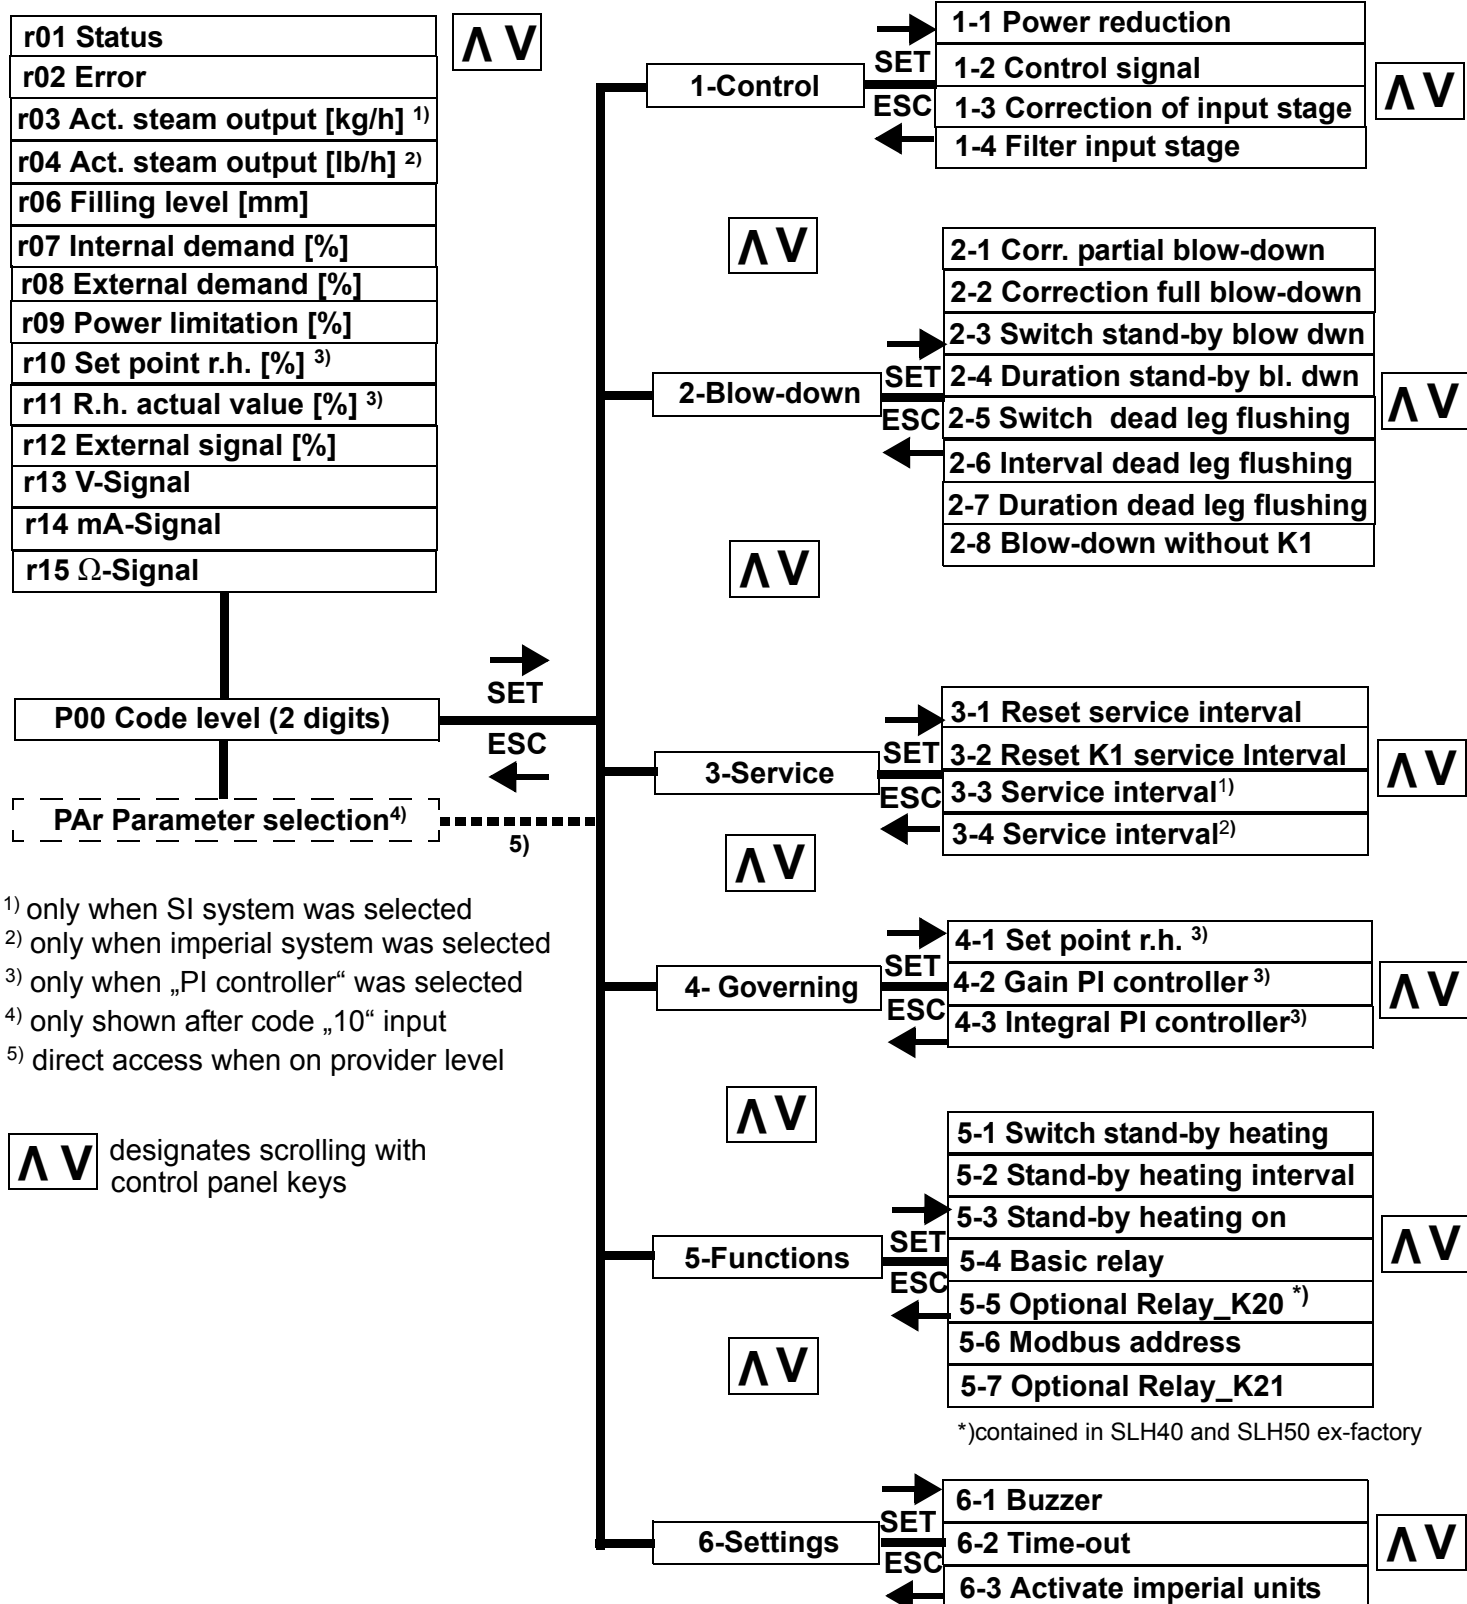 r01 Status
r02 Error
r03 Act. steam output [kg/h] 1)
r04 Act. steam output [lb/h] 2)
r06 Filling level [mm]
r07 Internal demand [%]
r08 External demand [%]
r09 Power limitation [%]
r10 Set point r.h. [%] 3)
r11 R.h. actual value [%] 3)
r12 External signal [%]
r13 V-Signal
r14 mA-Signal
r15 Ω-Signal
Λ V
P00 Code level (2 digits)
SET
ESC
PAr Parameter selection4)
5)
1) only when SI system was selected
2) only when imperial system was selected
3) only when „PI controller“ was selected
4) only shown after code „10“ input
5) direct access when on provider level
Λ V designates scrolling with
control panel keys
1-Control
SET
ESC
1-1 Power reduction
1-2 Control signal
1-3 Correction of input stage
1-4 Filter input stage
Λ V
Λ V
2-Blow-down
SET
ESC
2-1 Corr. partial blow-down
2-2 Correction full blow-down
2-3 Switch stand-by blow dwn
2-4 Duration stand-by bl. dwn
2-5 Switch dead leg flushing
2-6 Interval dead leg flushing
2-7 Duration dead leg flushing
2-8 Blow-down without K1
Λ V
Λ V
3-Service
SET
ESC
3-1 Reset service interval
3-2 Reset K1 service Interval
3-3 Service interval1)
3-4 Service interval2)
Λ V
Λ V
4- Governing
SET
ESC
4-1 Set point r.h. 3)
4-2 Gain PI controller 3)
4-3 Integral PI controller3)
Λ V
Λ V
5-Functions
SET
ESC
5-1 Switch stand-by heating
5-2 Stand-by heating interval
5-3 Stand-by heating on
5-4 Basic relay
5-5 Optional Relay_K20 *)
5-6 Modbus address
5-7 Optional Relay_K21
Λ V
*)contained in SLH40 and SLH50 ex-factory
Λ V
6-Settings
SET
ESC
6-1 Buzzer
6-2 Time-out
6-3 Activate imperial units
Λ V